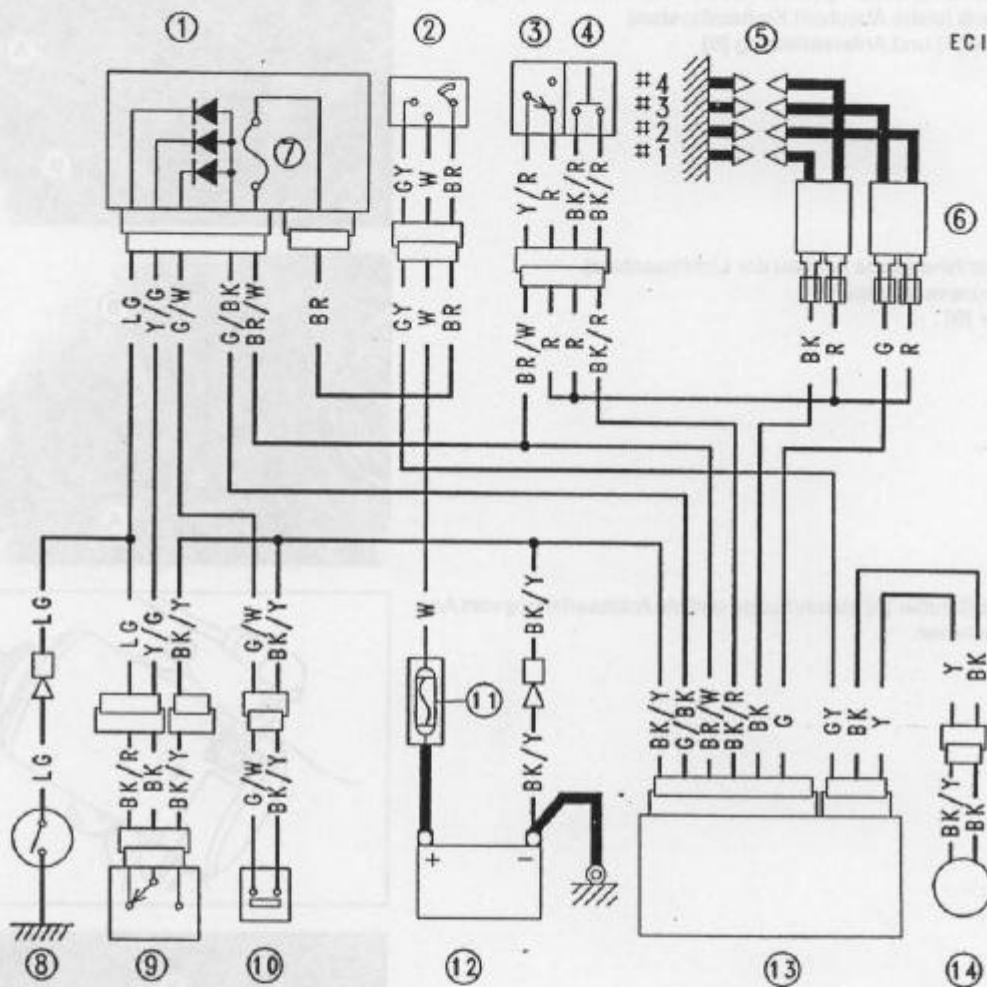 ① ② ③ ④ ⑤ ECI
#4
#3
#2
#1
⑦
⑥
GY W BR
Y/R R BK/R BK/R
LG Y/G G/W G/BK BR/W BR
GY W BR
BR/W R R BK/R
BK R G R
LG
LG Y/G BK/Y G/W BK/Y
W BK/Y
⑪
Y BK
BK/Y G/BK BR/W BK/R BK G GY BK Y
LG
BK/R BK BK/Y
G/W BK/Y
BK/Y
BK/Y BK
+ −
⑧ ⑨ ⑩ ⑫ ⑬ ⑭